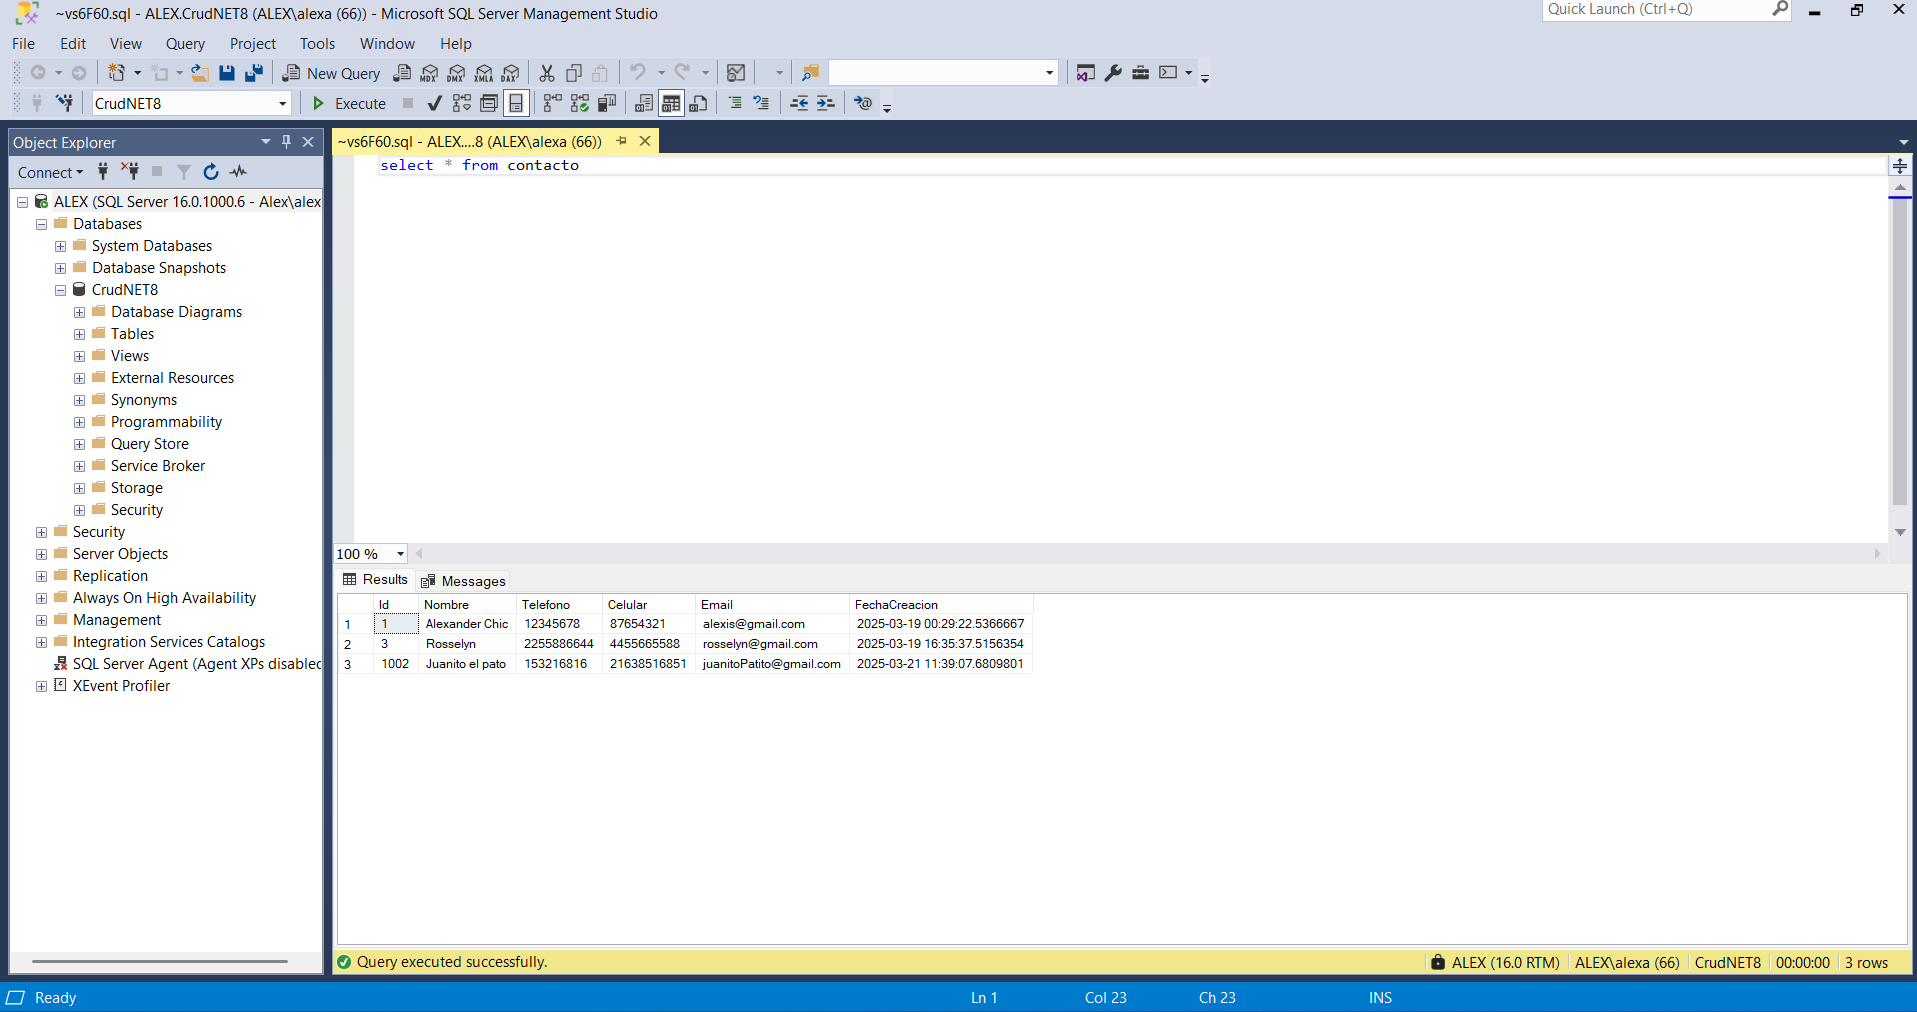 ~vs6F60.sql - ALEX.CrudNET8 (ALEX\alexa (66)) - Microsoft SQL Server Management Studio
Quick Launch (Ctrl+Q)
File Edit View Query Project Tools Window Help
New Query MDX DMX XMLA DAX
CrudNET8 Execute
Object Explorer
Connect
ALEX (SQL Server 16.0.1000.6 - Alex\alex
Databases
System Databases
Database Snapshots
CrudNET8
Database Diagrams
Tables
Views
External Resources
Synonyms
Programmability
Query Store
Service Broker
Storage
Security
Security
Server Objects
Replication
Always On High Availability
Management
Integration Services Catalogs
SQL Server Agent (Agent XPs disabled
XEvent Profiler
~vs6F60.sql - ALEX....8 (ALEX\alexa (66))
select * from contacto
100 %
Results Messages
Id Nombre Telefono Celular Email FechaCreacion
1 1 Alexander Chic 12345678 87654321 alexis@gmail.com 2025-03-19 00:29:22.5366667
2 3 Rosselyn 2255886644 4455665588 rosselyn@gmail.com 2025-03-19 16:35:37.5156354
3 1002 Juanito el pato 153216816 21638516851 juanitoPatito@gmail.com 2025-03-21 11:39:07.6809801
Query executed successfully.
ALEX (16.0 RTM) ALEX\alexa (66) CrudNET8 00:00:00 3 rows
Ready Ln 1 Col 23 Ch 23 INS